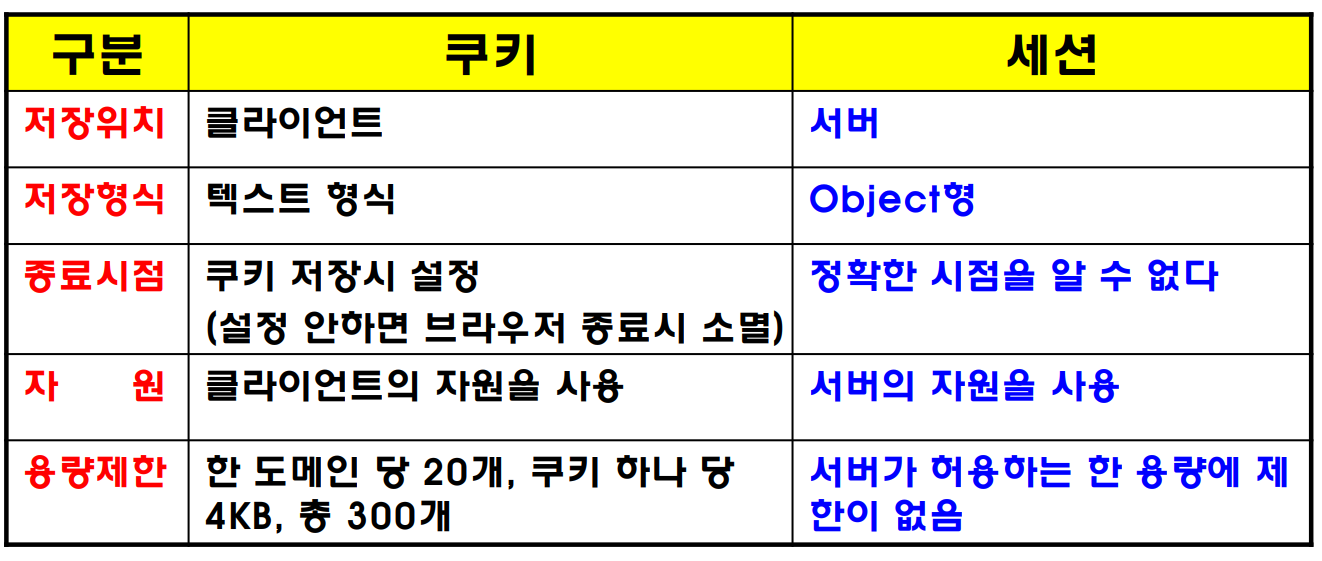 구분 쿠키 세션
저장위치 클라이언트 서버
저장형식 텍스트 형식 Object형
종료시점 쿠키 저장시 설정 정확한 시점을 알 수 없다
(설정 안하면 브라우저 종료시 소멸)
자 원 클라이언트의 자원을 사용 서버의 자원을 사용
용량제한 한 도메인 당 20개, 쿠키 하나 당 서버가 허용하는 한 용량에 제
4KB, 총 300개 한이 없음